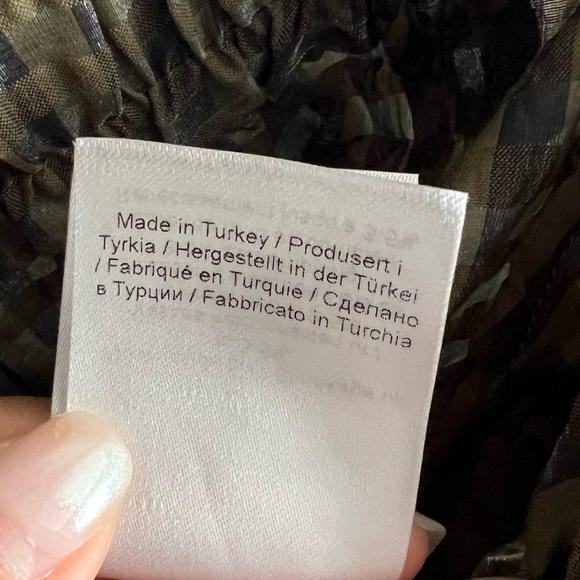 Made in Turkey / Produsert i
Tyrkia / Hergestellt in der Türkei
/ Fabriqué en Turquie / Сделано
в Турции / Fabbricato in Turchia